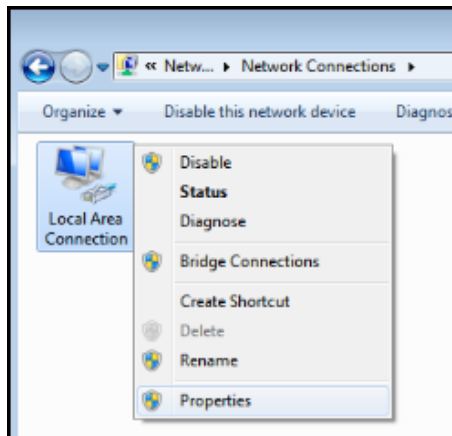 « Netw... ▸ Network Connections ▸
Organize ▾ Disable this network device Diagnos
Local Area
Connection
Disable
Status
Diagnose
Bridge Connections
Create Shortcut
Delete
Rename
Properties